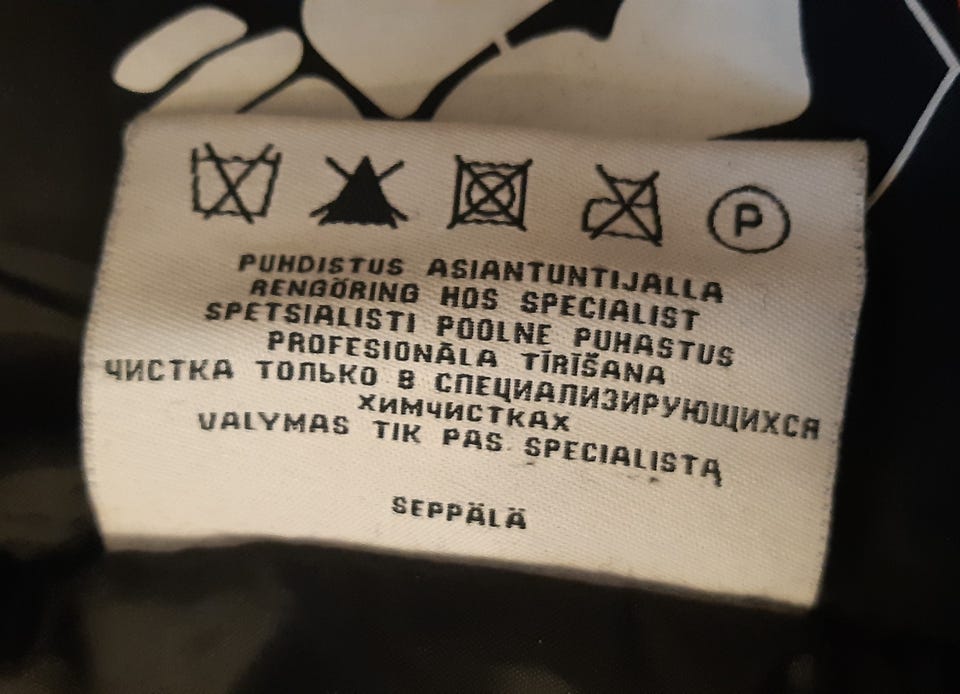 P
PUHDISTUS ASIANTUNTIJALLA
RENGÖRING HOS SPECIALIST
SPETSIALISTI POOLNE PUHASTUS
PROFESIONĀLA TĪRĪŠANA
ЧИСТКА ТОЛЬКО В СПЕЦИАЛИЗИРУЮЩИХСЯ
ХИМЧИСТКАХ
VALYMAS TIK PAS SPECIALISTĄ
SEPPÄLÄ